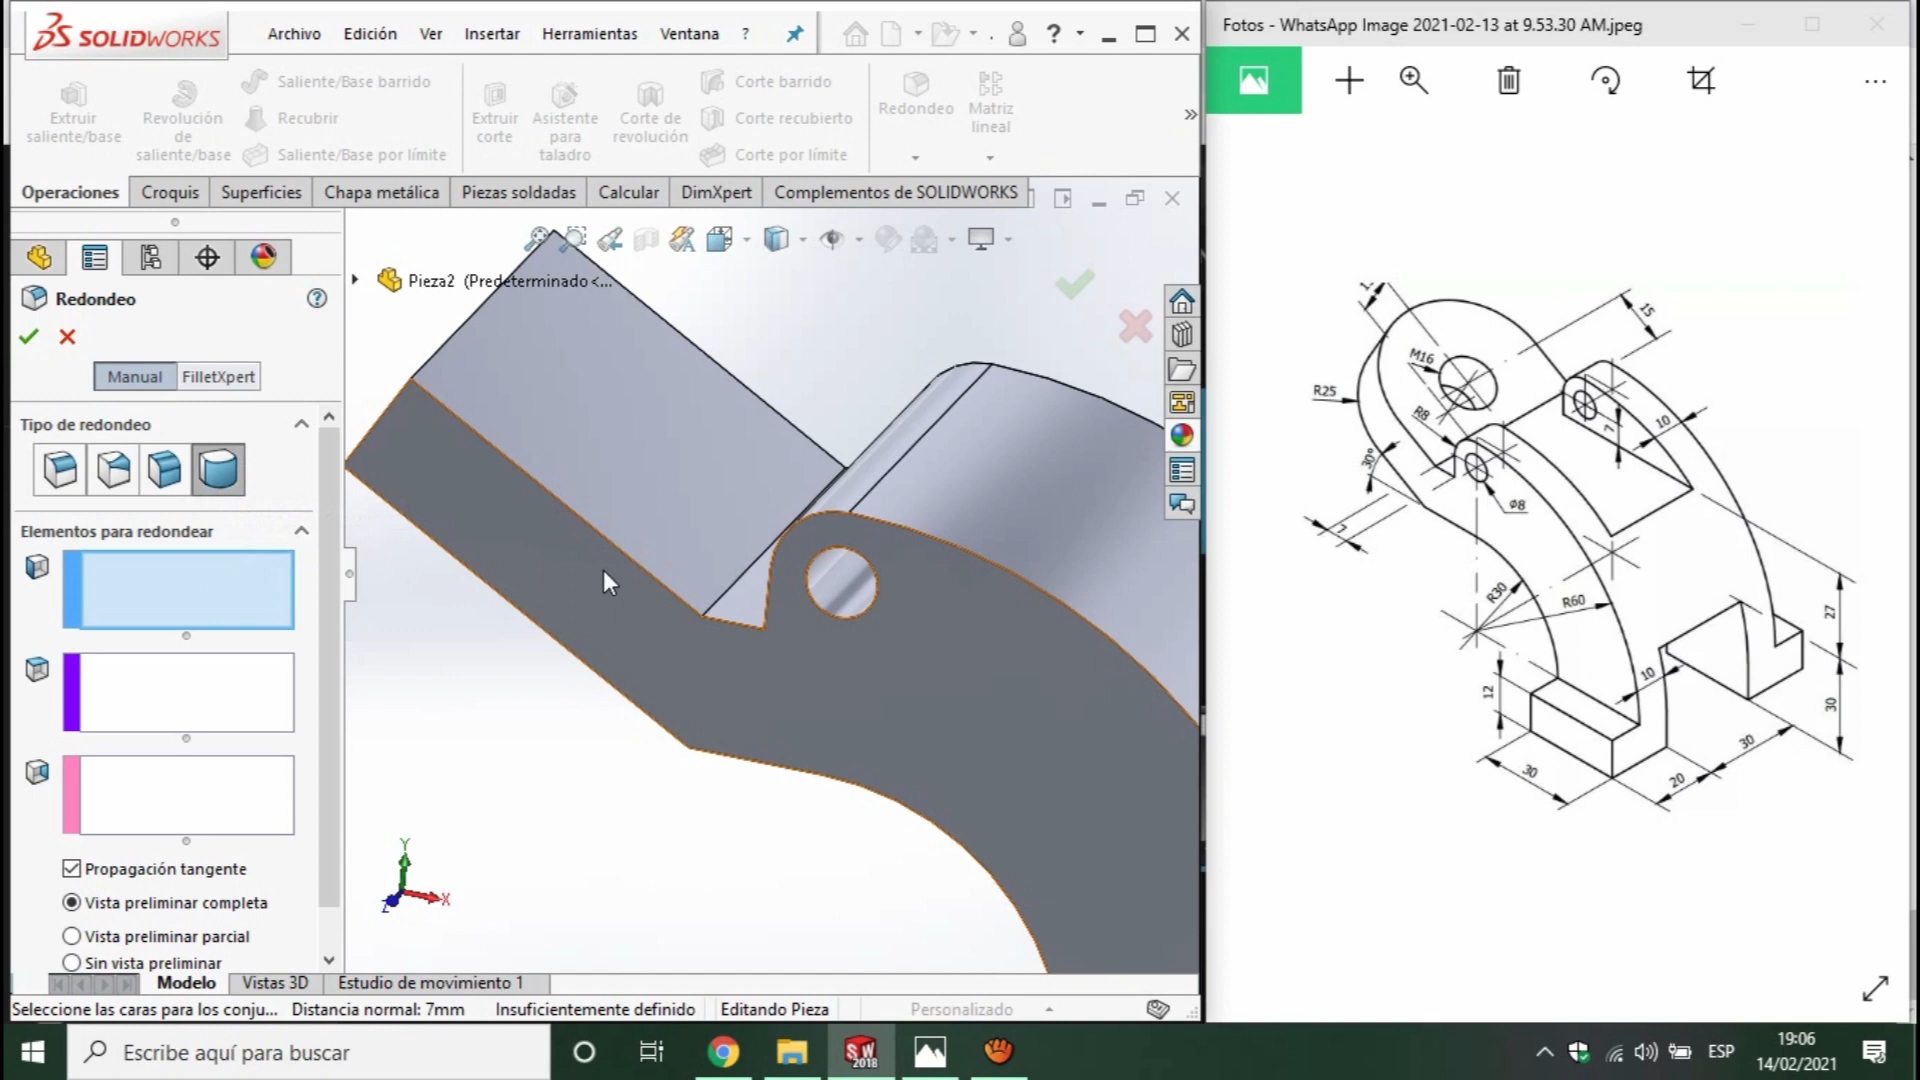 SOLIDWORKS
Archivo Edición Ver Insertar Herramientas Ventana ?
Fotos - WhatsApp Image 2021-02-13 at 9.53.30 AM.jpeg
Extruir saliente/base
Revolución de saliente/base
Saliente/Base barrido
Recubrir
Saliente/Base por límite
Extruir corte
Asistente para taladro
Corte de revolución
Corte barrido
Corte recubierto
Corte por límite
Redondeo
Matriz lineal
Operaciones Croquis Superficies Chapa metálica Piezas soldadas Calcular DimXpert Complementos de SOLIDWORKS
Pieza2 (Predeterminado<...
Redondeo
Manual FilletXpert
Tipo de redondeo
Elementos para redondear
Propagación tangente
Vista preliminar completa
Vista preliminar parcial
Sin vista preliminar
Y
X
Z
15
M16
R25
R8
7
10
30°
Ø8
7
R30
R60
27
12
10
30
30
30
20
Modelo Vistas 3D Estudio de movimiento 1
Seleccione las caras para los conju... Distancia normal: 7mm Insuficientemente definido Editando Pieza Personalizado
Escribe aquí para buscar
SW
2018
ESP
19:06
14/02/2021